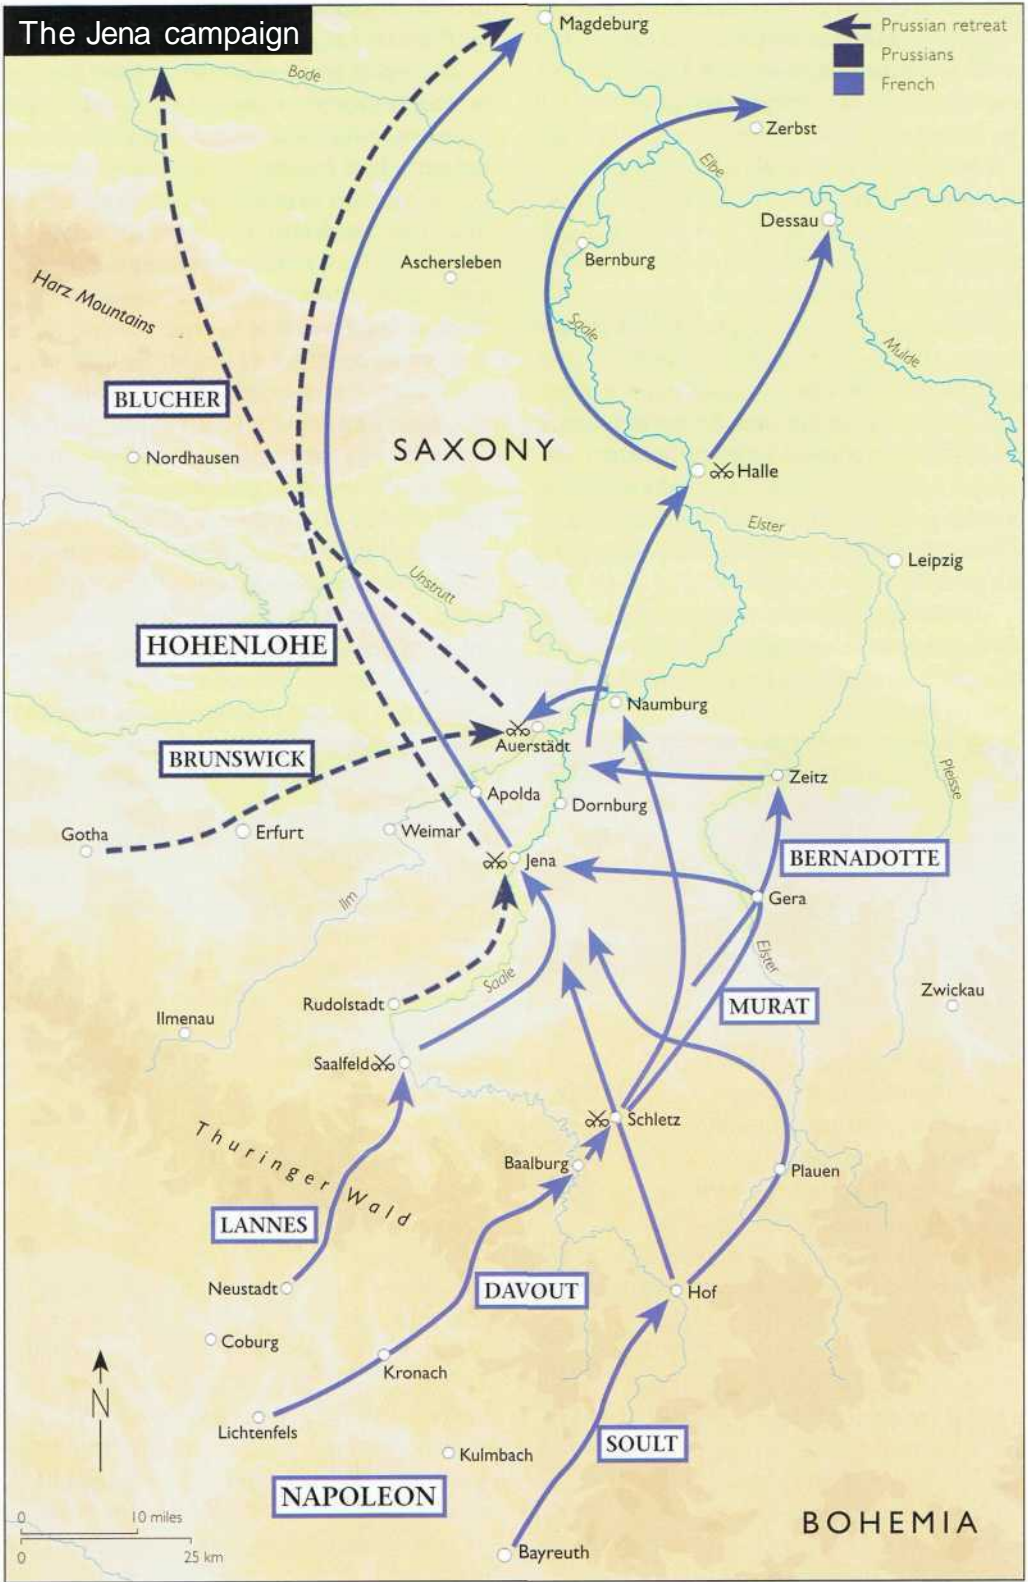 The Jena campaign
Magdeburg
Prussian retreat
Prussians
French
Bode
Zerbst
Elbe
Dessau
Aschersleben
Bernburg
Harz Mountains
Saale
Mulde
BLUCHER
Nordhausen
SAXONY
Halle
Elster
Leipzig
Unstrutt
HOHENLOHE
Naumburg
Auerstädt
BRUNSWICK
Zeitz
Pleisse
Apolda
Dornburg
Gotha
Erfurt
Weimar
Jena
BERNADOTTE
Gera
Ilm
Elster
Saale
Rudolstadt
MURAT
Zwickau
Ilmenau
Saalfeld
Schletz
Thuringer Wald
Baalburg
Plauen
LANNES
Neustadt
DAVOUT
Hof
Coburg
Kronach
N
Lichtenfels
Kulmbach
SOULT
NAPOLEON
0 10 miles
0 25 km
BOHEMIA
Bayreuth